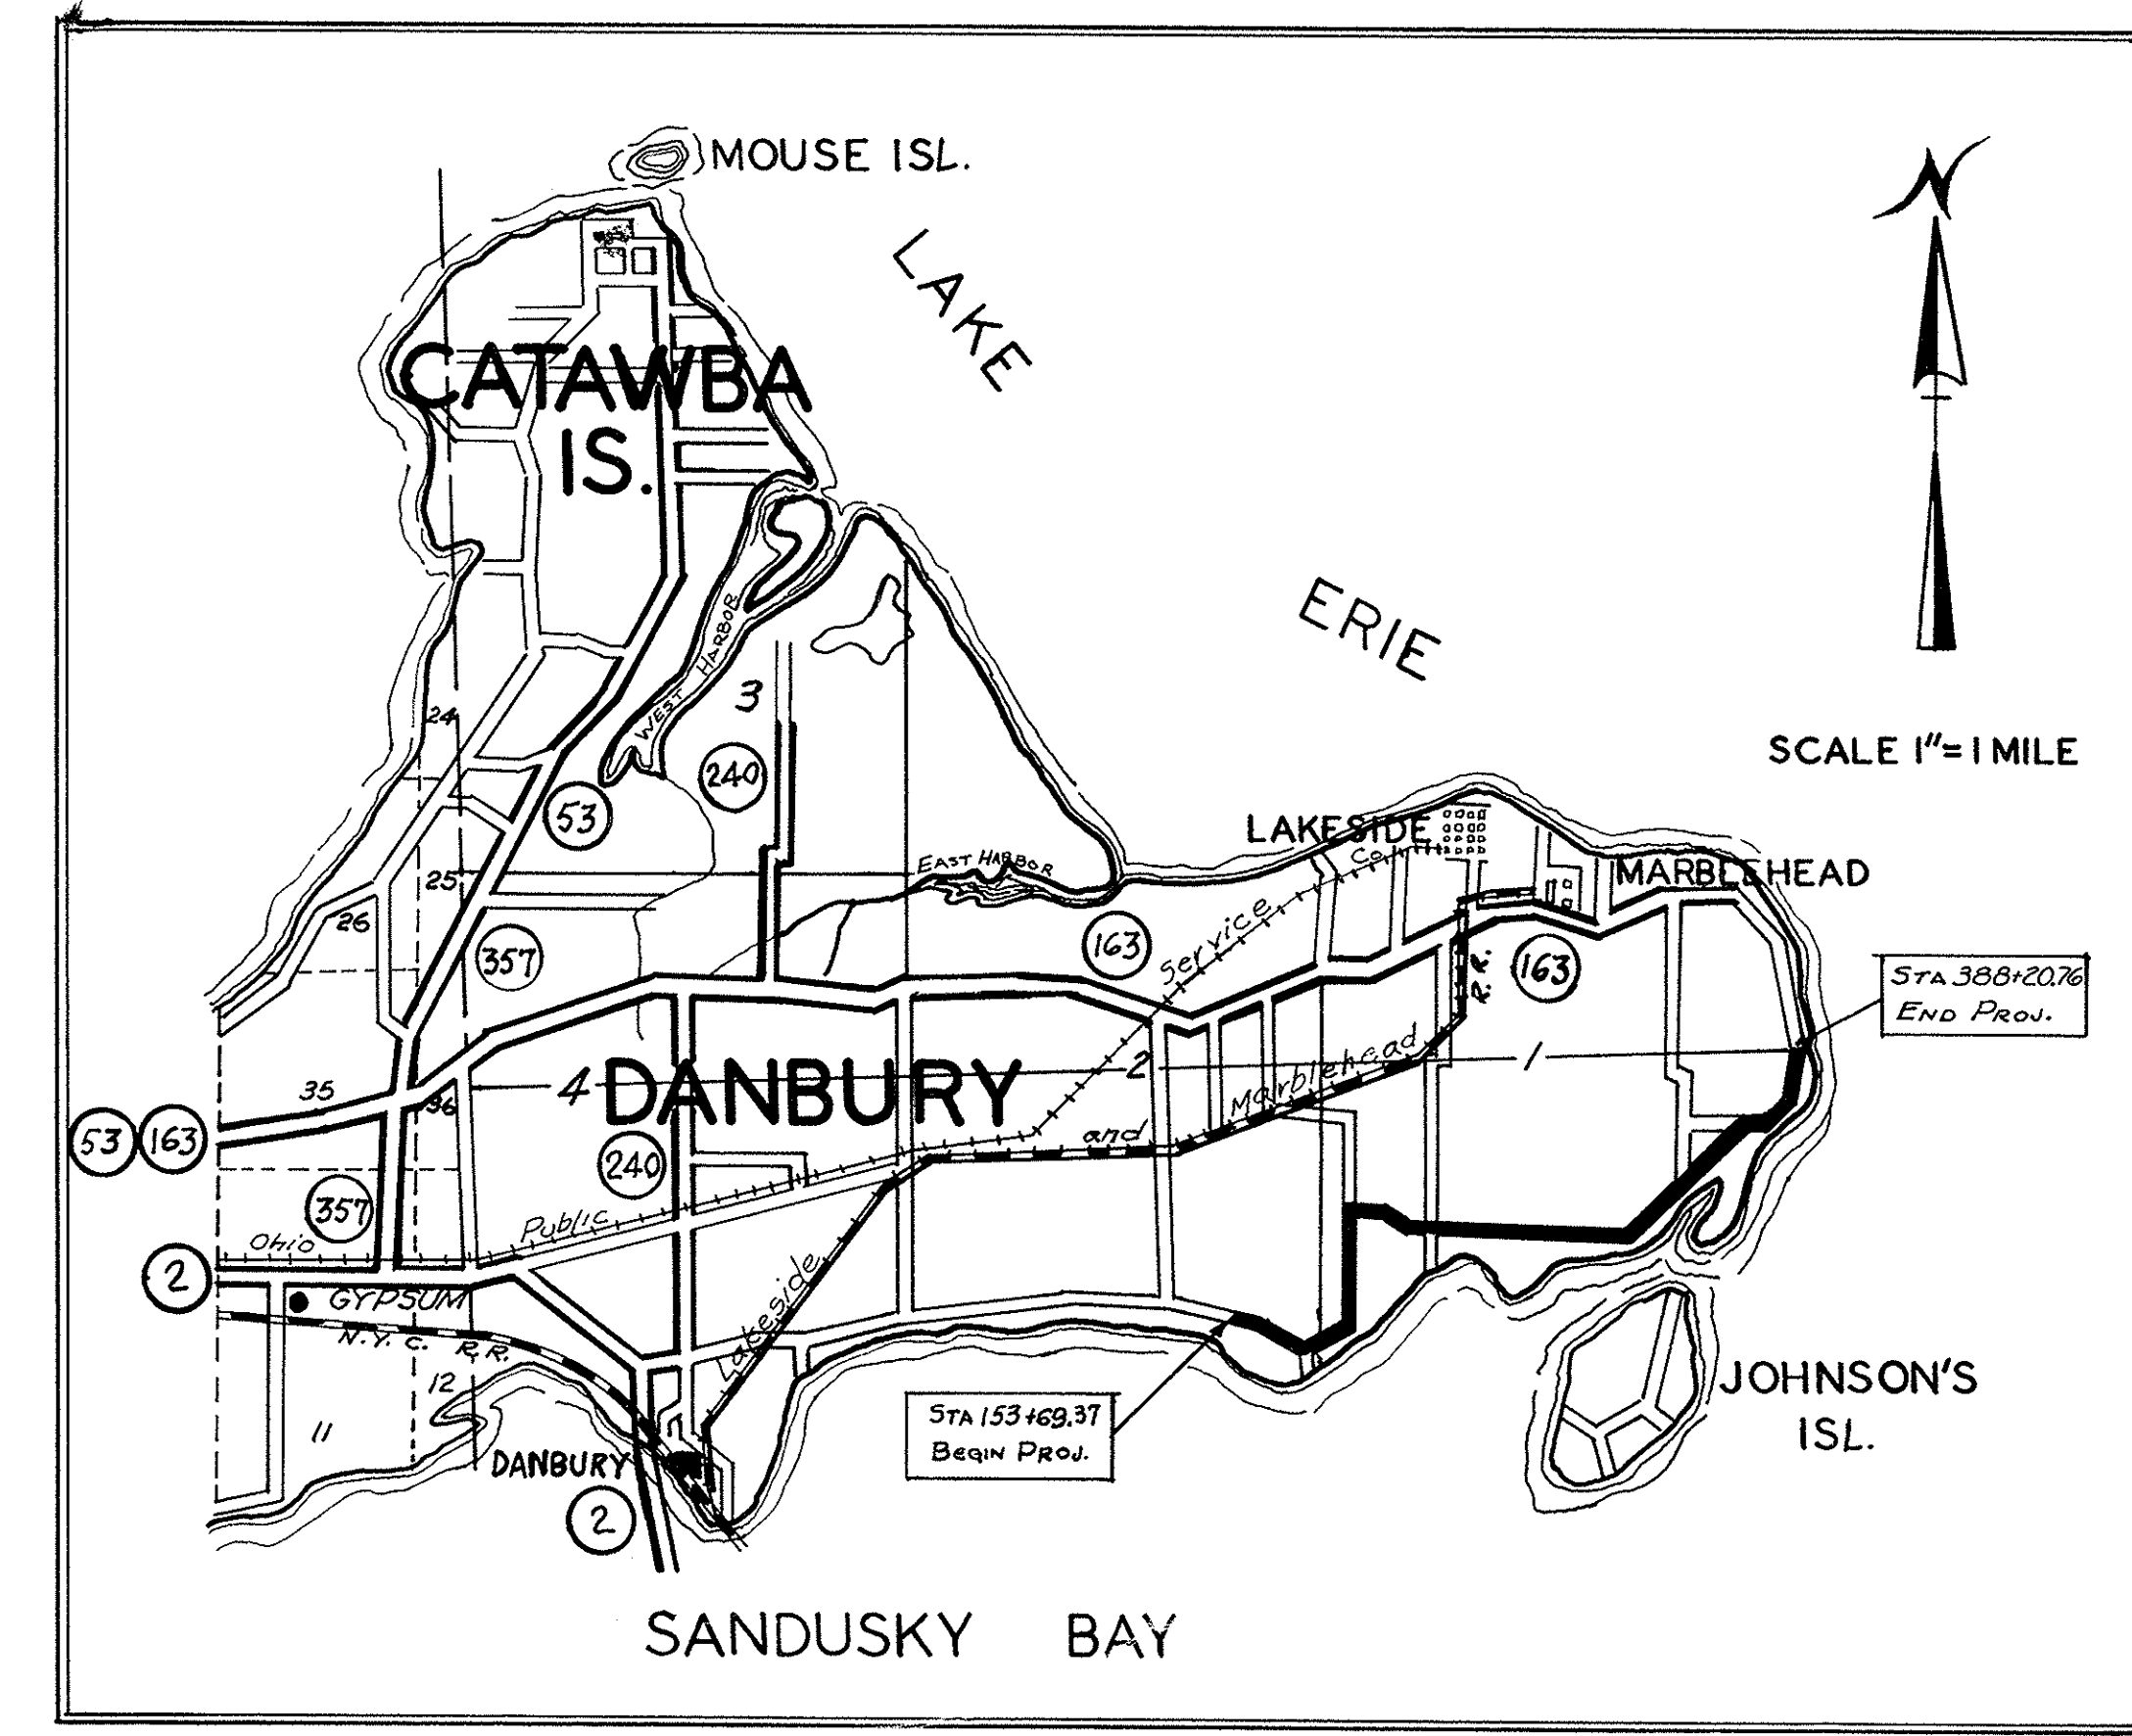 MOUSE ISL.
N
LAKE
CATAWBA
IS.
ERIE
WEST HARBOR
3
24
SCALE 1"= 1 MILE
240
53
LAKESIDE
EAST HARBOR
Co.
MARBLEHEAD
25
26
163
357
Service
R. R.
163
STA 388+20.76
END PROJ.
4
DANBURY
2
1
35
36
Marblehead
53
163
and
240
357
Public
Ohio
2
GYPSUM
N.Y.C. R.R.
Lakeside
12
11
JOHNSON'S
ISL.
STA 153+69.37
BEGIN PROJ.
DANBURY
2
SANDUSKY BAY